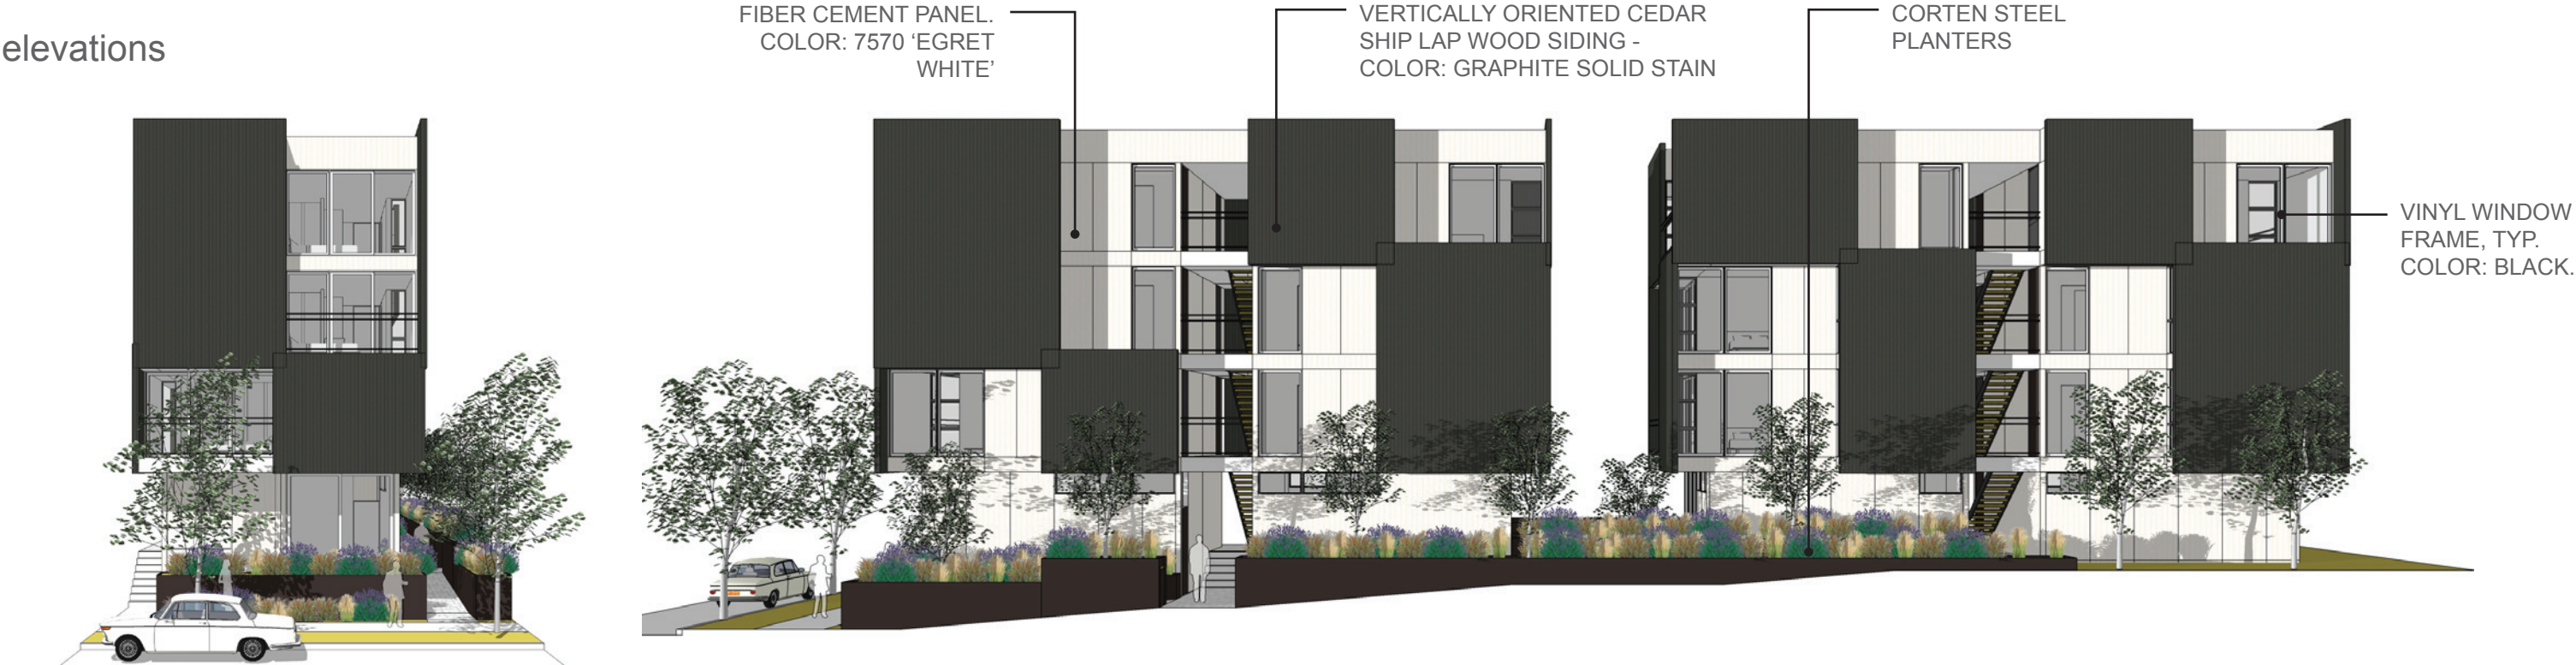 elevations
FIBER CEMENT PANEL.
COLOR: 7570 ‘EGRET
WHITE’
VERTICALLY ORIENTED CEDAR
SHIP LAP WOOD SIDING -
COLOR: GRAPHITE SOLID STAIN
CORTEN STEEL
PLANTERS
VINYL WINDOW
FRAME, TYP.
COLOR: BLACK.